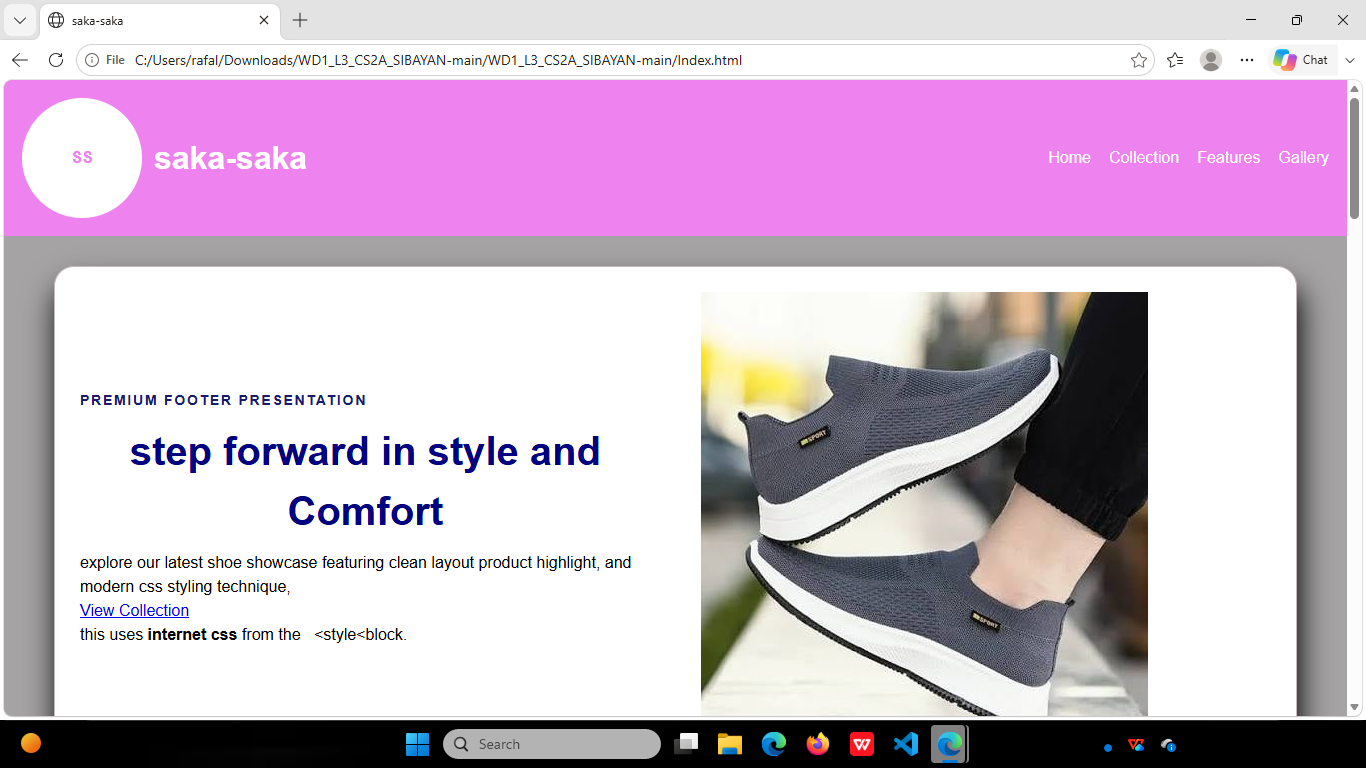 saka-saka
File C:/Users/rafal/Downloads/WD1_L3_CS2A_SIBAYAN-main/WD1_L3_CS2A_SIBAYAN-main/Index.html
Chat
SS
saka-saka
Home Collection Features Gallery
PREMIUM FOOTER PRESENTATION
step forward in style and
Comfort
explore our latest shoe showcase featuring clean layout product highlight, and
modern css styling technique,
View Collection
this uses internet css from the <style<block.
SPORT
SPORT
Search